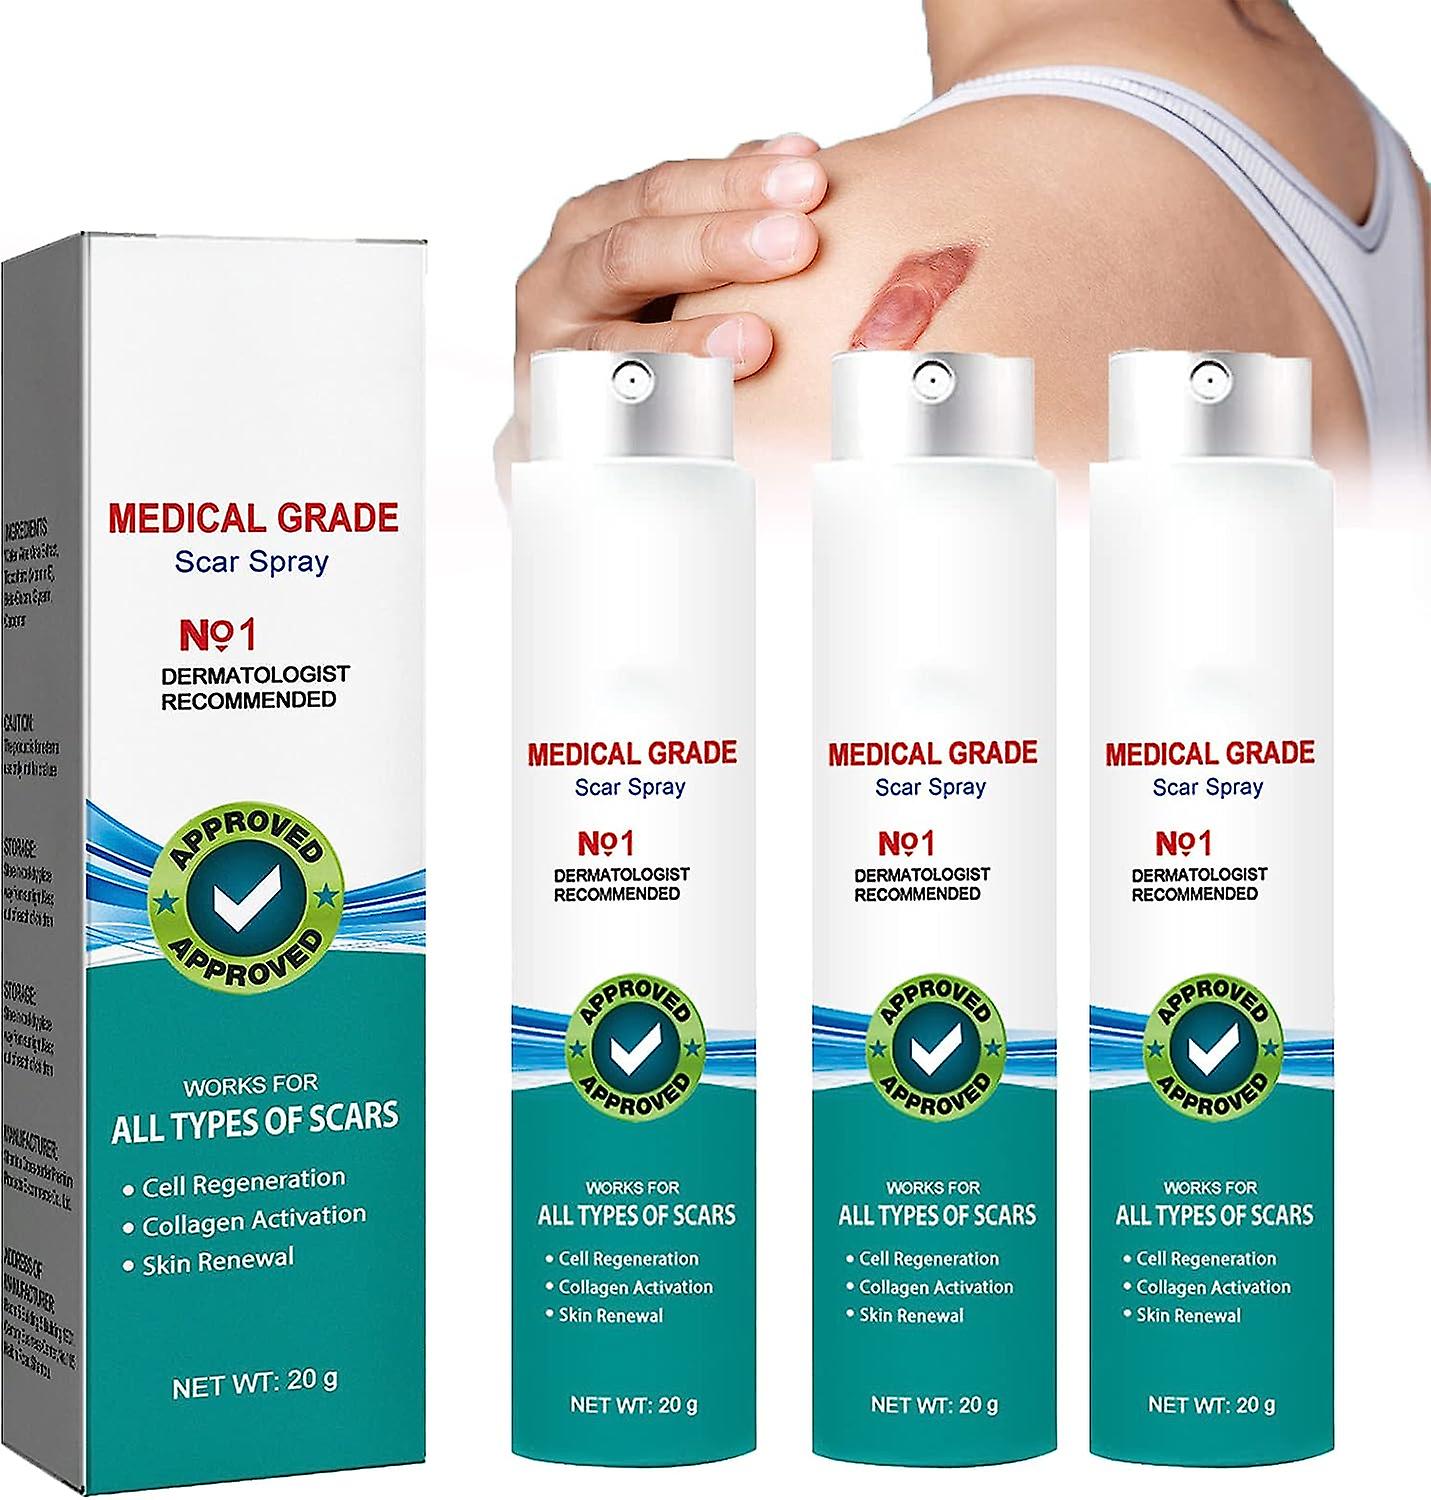 MEDICAL GRADE
Scar Spray
№1
DERMATOLOGIST
RECOMMENDED
APPROVED
APPROVED
WORKS FOR
ALL TYPES OF SCARS
• Cell Regeneration
• Collagen Activation
• Skin Renewal
NET WT: 20 g
INGREDIENTS
CAUTION:
STORAGE:
STORAGE:
MANUFACTURER:
ADDRESS OF
MANUFACTURER:
MEDICAL GRADE
Scar Spray
№1
DERMATOLOGIST
RECOMMENDED
APPROVED
APPROVED
WORKS FOR
ALL TYPES OF SCARS
• Cell Regeneration
• Collagen Activation
• Skin Renewal
NET WT: 20 g
MEDICAL GRADE
Scar Spray
№1
DERMATOLOGIST
RECOMMENDED
APPROVED
APPROVED
WORKS FOR
ALL TYPES OF SCARS
• Cell Regeneration
• Collagen Activation
• Skin Renewal
NET WT: 20 g
MEDICAL GRADE
Scar Spray
№1
DERMATOLOGIST
RECOMMENDED
APPROVED
APPROVED
WORKS FOR
ALL TYPES OF SCARS
• Cell Regeneration
• Collagen Activation
• Skin Renewal
NET WT: 20 g